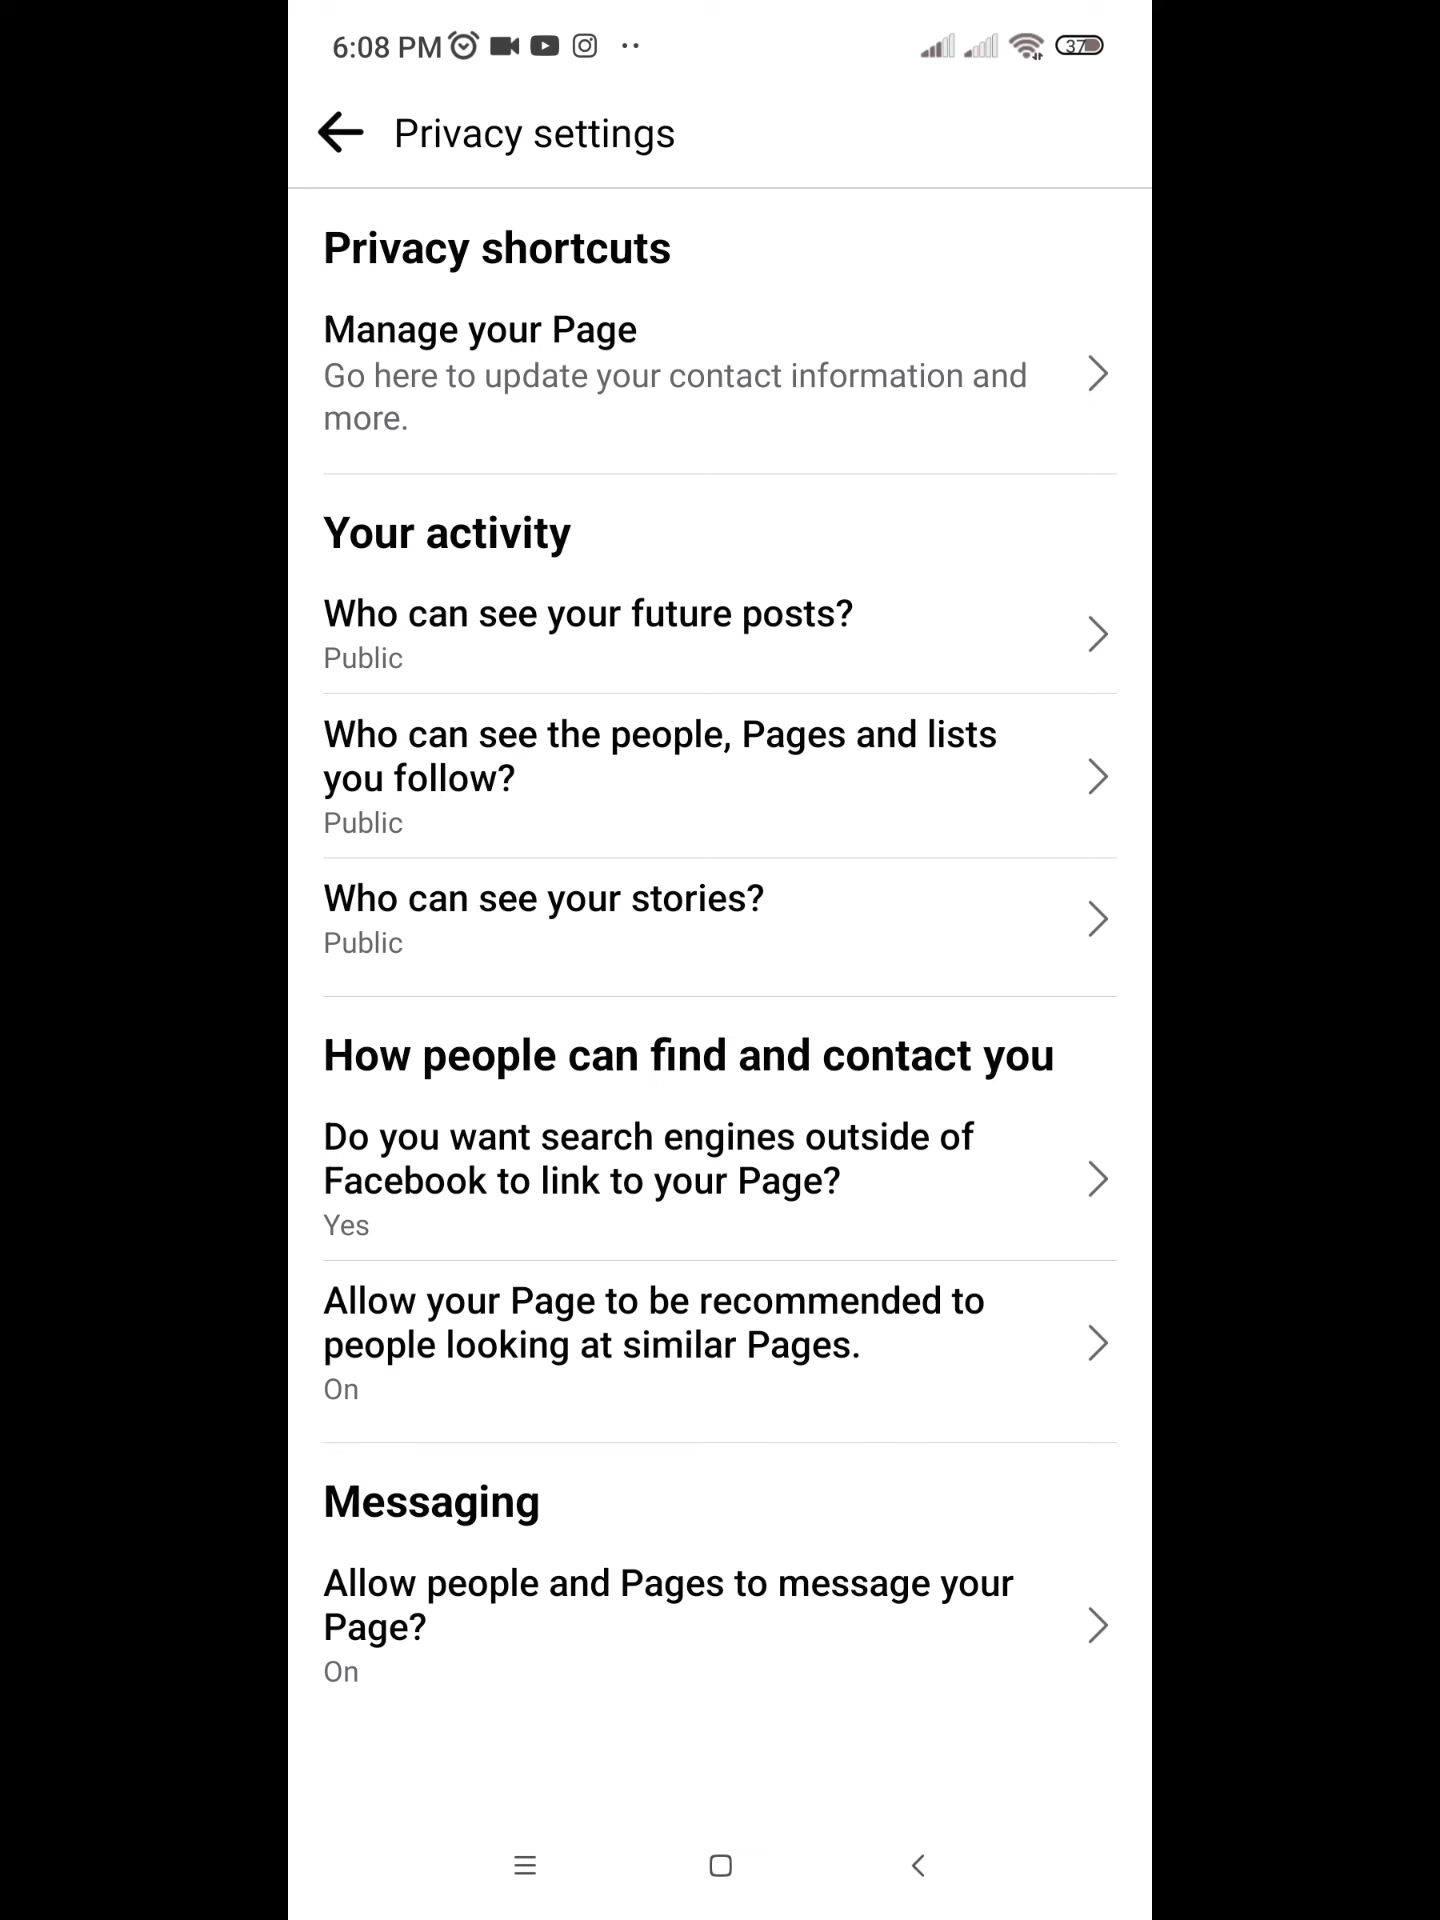 6:08 PM
37
Privacy settings
Privacy shortcuts
Manage your Page
Go here to update your contact information and
more.
Your activity
Who can see your future posts?
Public
Who can see the people, Pages and lists
you follow?
Public
Who can see your stories?
Public
How people can find and contact you
Do you want search engines outside of
Facebook to link to your Page?
Yes
Allow your Page to be recommended to
people looking at similar Pages.
On
Messaging
Allow people and Pages to message your
Page?
On